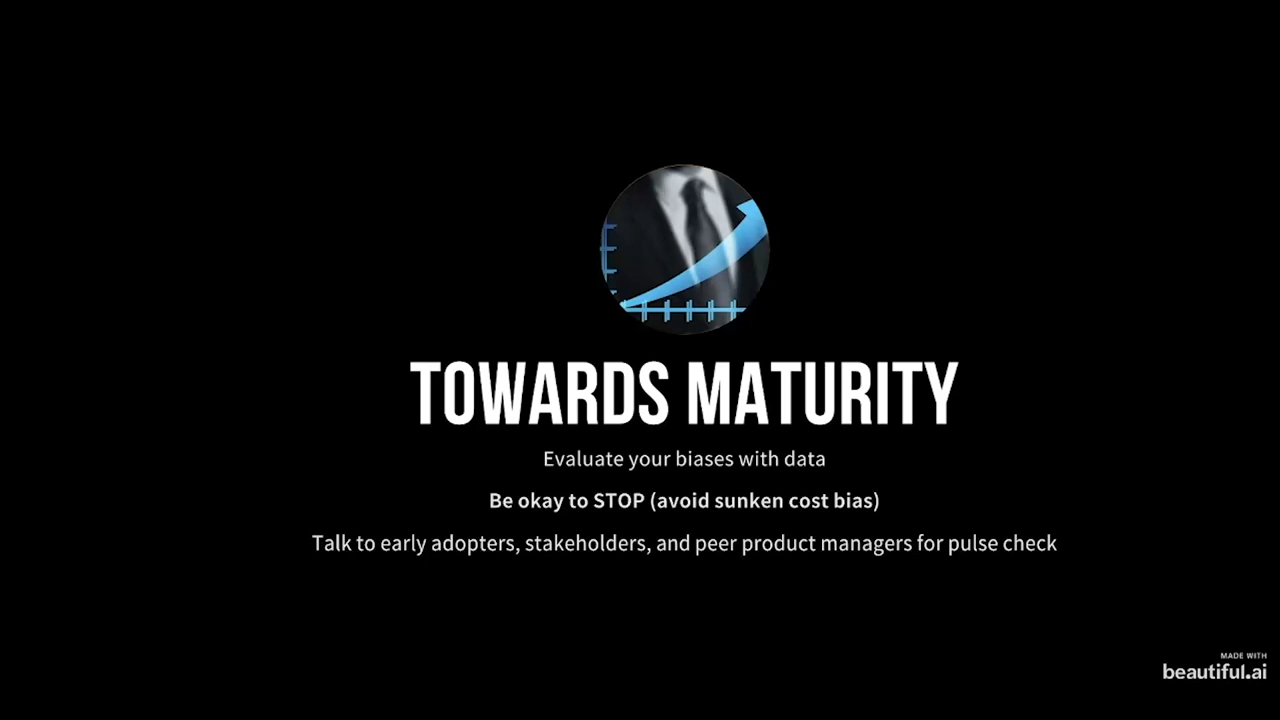 TOWARDS MATURITY
Evaluate your biases with data
Be okay to STOP (avoid sunken cost bias)
Talk to early adopters, stakeholders, and peer product managers for pulse check
MADE WITH
beautiful.ai